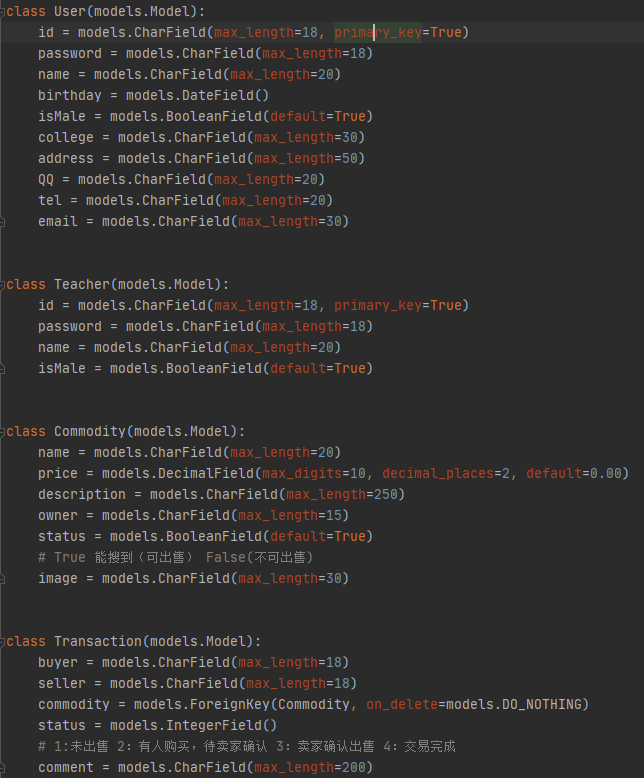 class User(models.Model):
    id = models.CharField(max_length=18, primary_key=True)
    password = models.CharField(max_length=18)
    name = models.CharField(max_length=20)
    birthday = models.DateField()
    isMale = models.BooleanField(default=True)
    college = models.CharField(max_length=30)
    address = models.CharField(max_length=50)
    QQ = models.CharField(max_length=20)
    tel = models.CharField(max_length=20)
    email = models.CharField(max_length=30)
class Teacher(models.Model):
    id = models.CharField(max_length=18, primary_key=True)
    password = models.CharField(max_length=18)
    name = models.CharField(max_length=20)
    isMale = models.BooleanField(default=True)
class Commodity(models.Model):
    name = models.CharField(max_length=20)
    price = models.DecimalField(max_digits=10, decimal_places=2, default=0.00)
    description = models.CharField(max_length=250)
    owner = models.CharField(max_length=15)
    status = models.BooleanField(default=True)
    # True 能搜到（可出售） False(不可出售)
    image = models.CharField(max_length=30)
class Transaction(models.Model):
    buyer = models.CharField(max_length=18)
    seller = models.CharField(max_length=18)
    commodity = models.ForeignKey(Commodity, on_delete=models.DO_NOTHING)
    status = models.IntegerField()
    # 1:未出售 2: 有人购买，待卖家确认 3: 卖家确认出售 4: 交易完成
    comment = models.CharField(max_length=200)